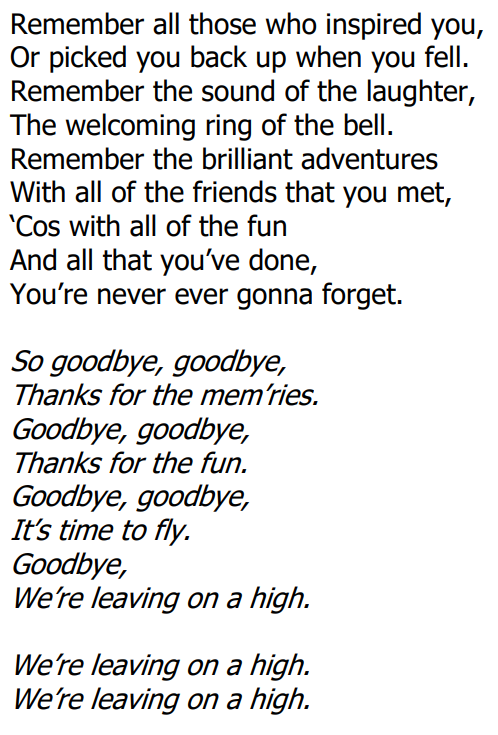 Remember all those who inspired you,
Or picked you back up when you fell.
Remember the sound of the laughter,
The welcoming ring of the bell.
Remember the brilliant adventures
With all of the friends that you met,
‘Cos with all of the fun
And all that you’ve done,
You’re never ever gonna forget.

So goodbye, goodbye,
Thanks for the mem’ries.
Goodbye, goodbye,
Thanks for the fun.
Goodbye, goodbye,
It’s time to fly.
Goodbye,
We’re leaving on a high.

We’re leaving on a high.
We’re leaving on a high.